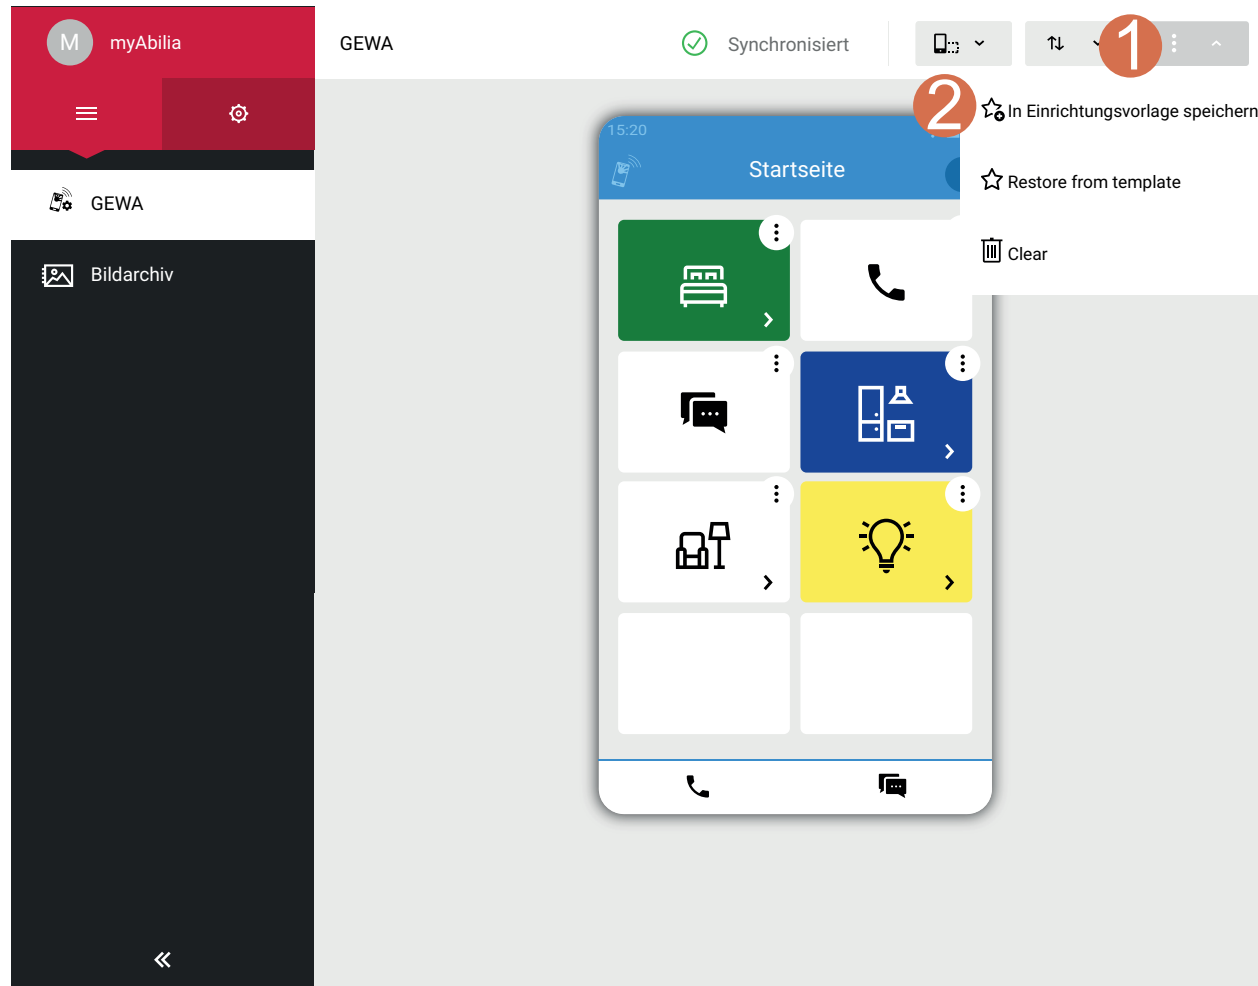 M myAbilia
GEWA
Synchronisiert
1
2
In Einrichtungsvorlage speichern
Restore from template
Clear
GEWA
Bildarchiv
15:20
Startseite